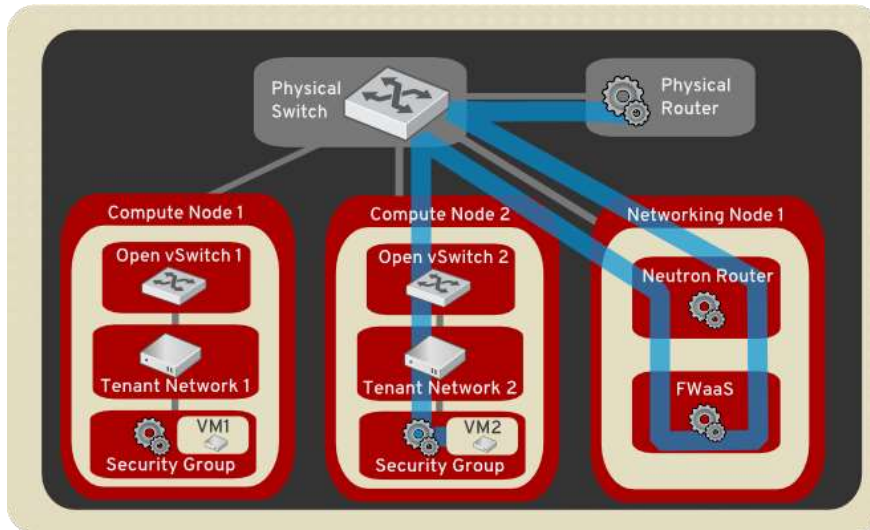 Physical
Switch
Physical
Router
Compute Node 1
Open vSwitch 1
Tenant Network 1
VM1
Security Group
Compute Node 2
Open vSwitch 2
Tenant Network 2
VM2
Security Group
Networking Node 1
Neutron Router
FWaaS